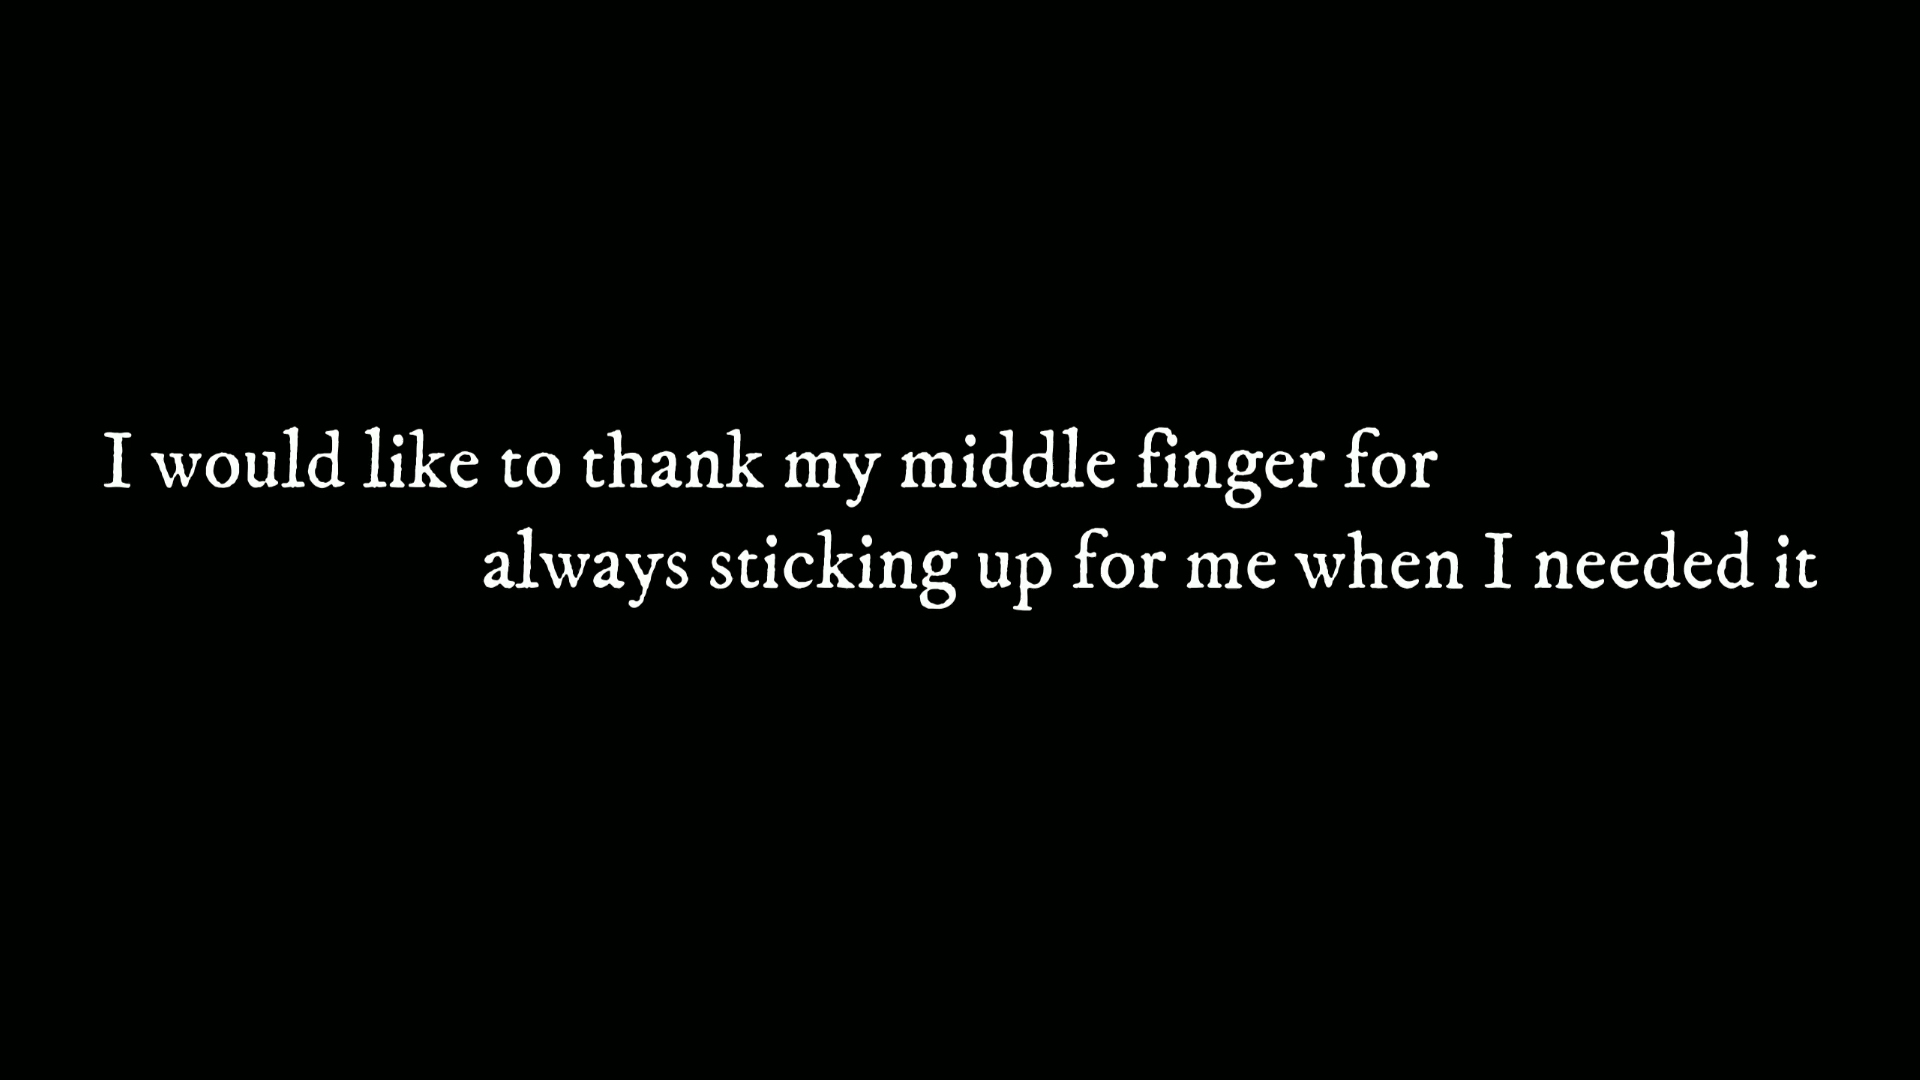 I would like to thank my middle finger for
always sticking up for me when I needed it